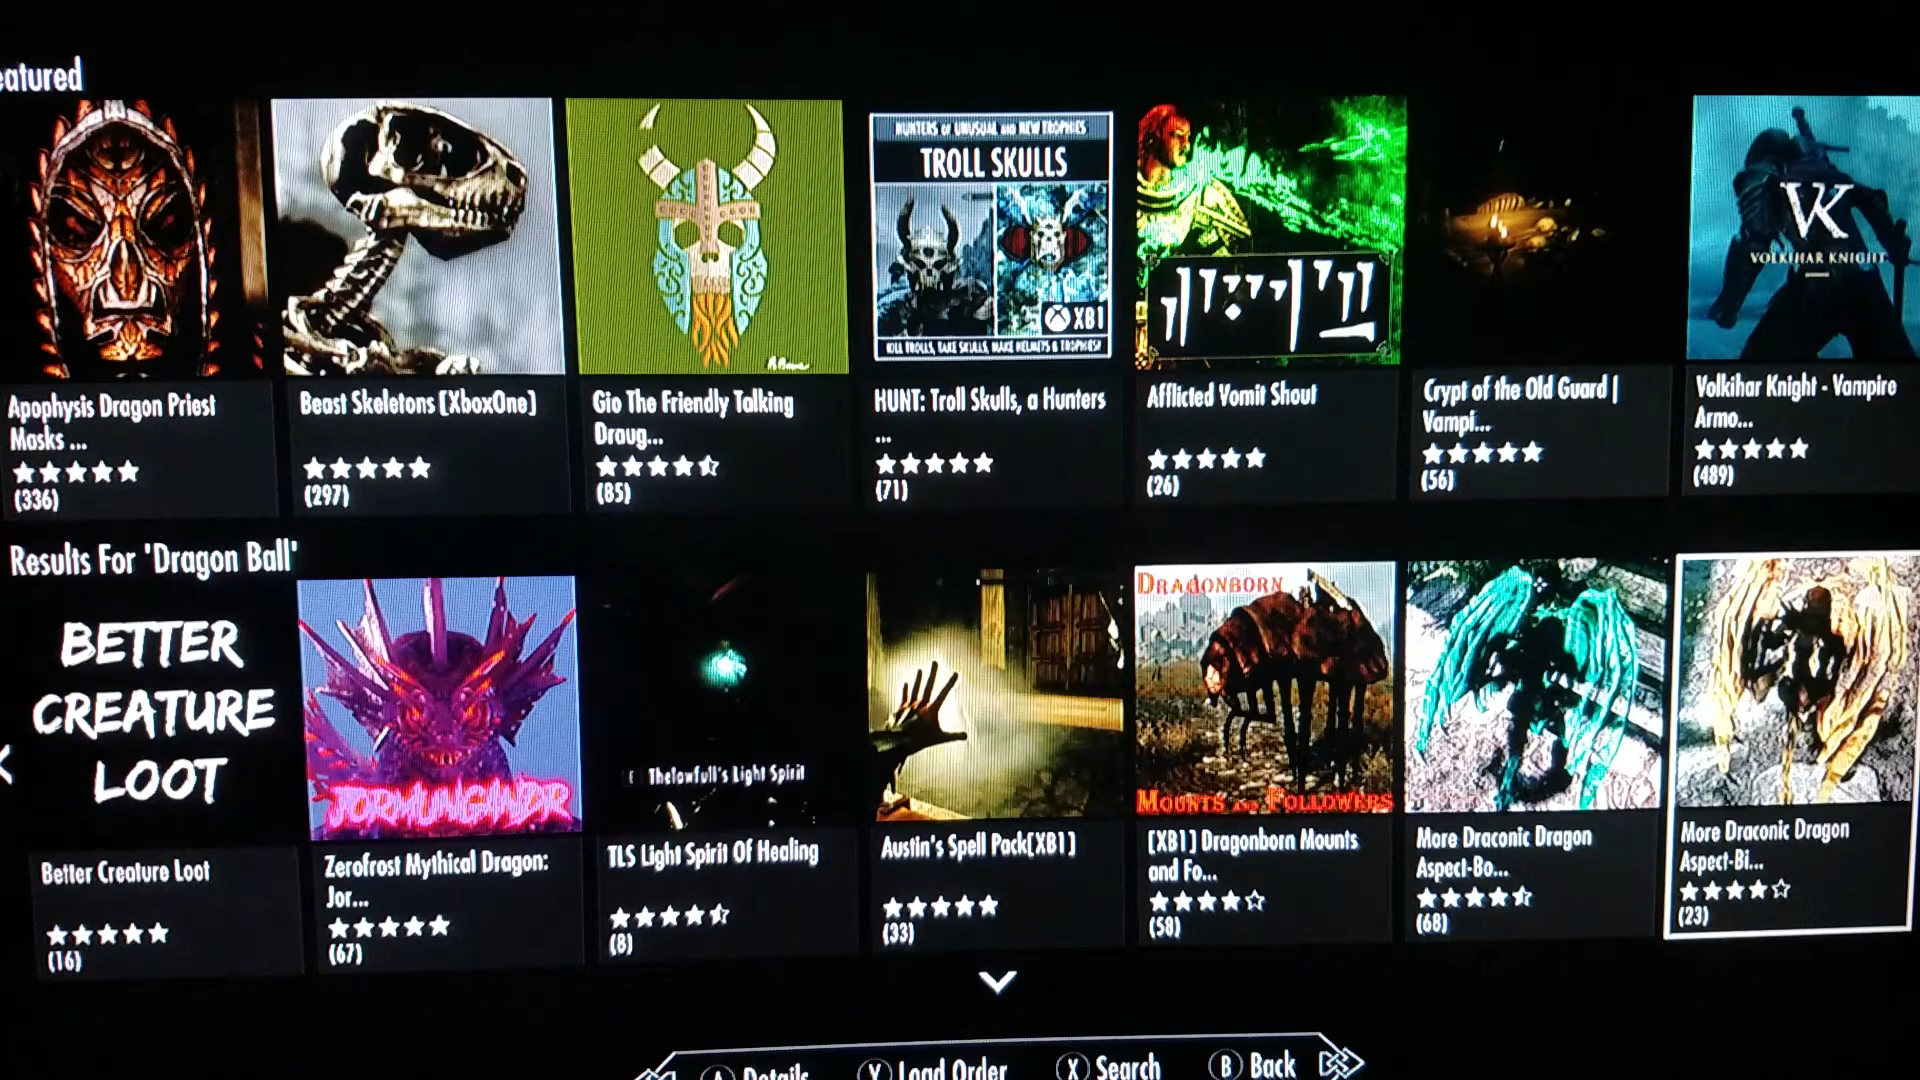 eatured
HUNTERS of UNUSUAL and NEW TROPHIES
TROLL SKULLS
XB1
KILL TROLLS, TAKE SKULLS, MAKE HELMETS & TROPHIES!
VK
VOLKIHAR KNIGHT
Apophysis Dragon Priest
Masks ...
(336)
Beast Skeletons [XboxOne]
(297)
Gio The Friendly Talking
Draug...
(85)
HUNT: Troll Skulls, a Hunters
...
(71)
Afflicted Vomit Shout
(26)
Crypt of the Old Guard |
Vampi...
(56)
Volkihar Knight - Vampire
Armo...
(489)
Results For 'Dragon Ball'
BETTER
CREATURE
LOOT
JORMUNGANDR
Thelowfull's Light Spirit
DRAGONBORN
MOUNTS AND FOLLOWERS
Better Creature Loot
(16)
Zerofrost Mythical Dragon:
Jor...
(67)
TLS Light Spirit Of Healing
(8)
Austin's Spell Pack[XB1]
(33)
[XB1] Dragonborn Mounts
and Fo...
(58)
More Draconic Dragon
Aspect-Bo...
(68)
More Draconic Dragon
Aspect-Bi...
(23)
A Details
Y Load Order
X Search
B Back